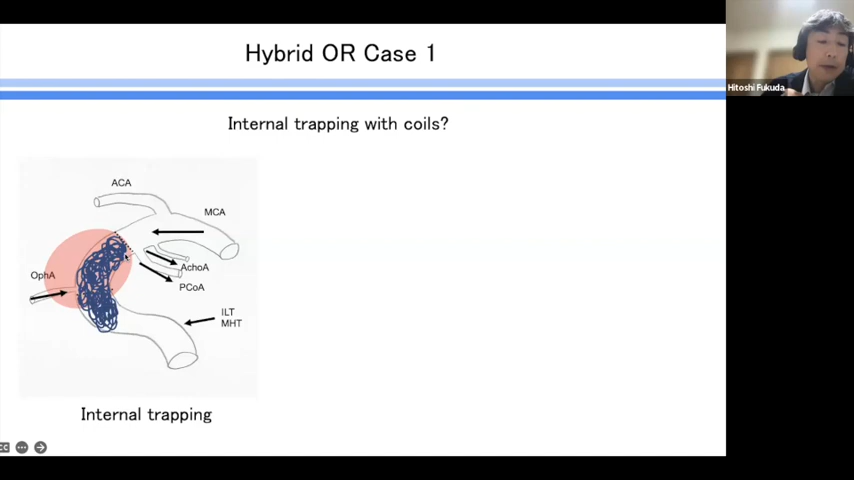 Hybrid OR Case 1
Hitoshi Fukuda
Internal trapping with coils?
ACA
MCA
AchoA
OphA
PCoA
ILT
MHT
Internal trapping
CC